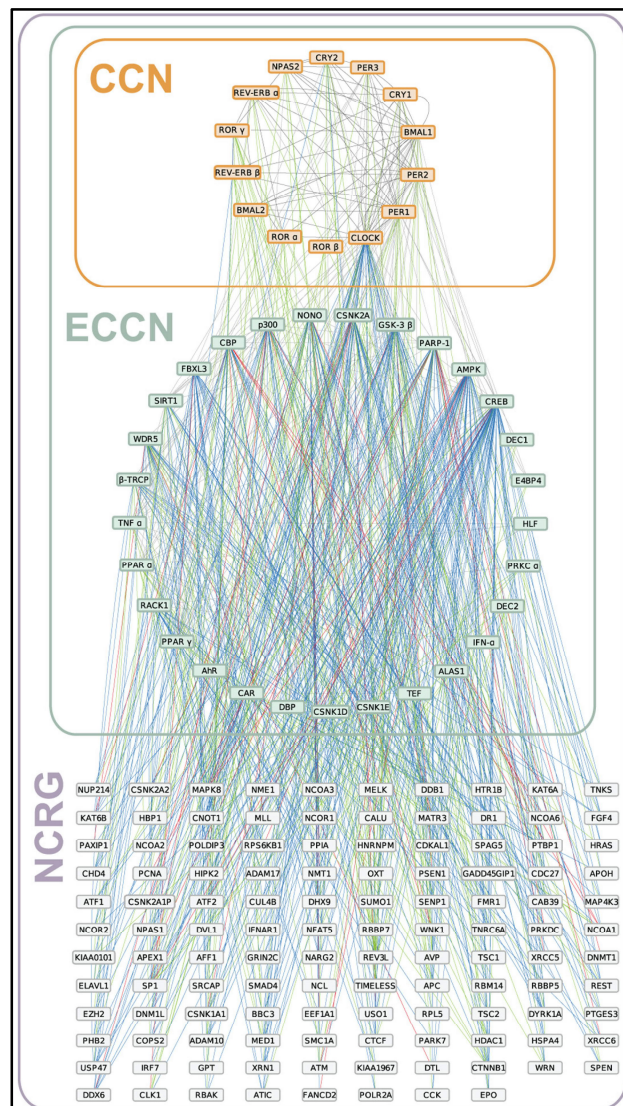 CCN
CRY2
NPAS2
PER3
REV-ERB α
CRY1
ROR γ
BMAL1
REV-ERB β
PER2
BMAL2
PER1
ROR α
CLOCK
ROR β
ECCN
NONO
CSNK2A
p300
GSK-3 β
CBP
PARP-1
FBXL3
AMPK
SIRT1
CREB
WDR5
DEC1
β-TRCP
E4BP4
TNF α
HLF
PPAR α
PRKC α
RACK1
DEC2
PPAR γ
IFN-α
AhR
ALAS1
CAR
TEF
DBP
CSNK1D
CSNK1E
NCRG
NUP214 CSNK2A2 MAPK8 NME1 NCOA3 MELK DDB1 HTR1B KAT6A TNKS
KAT6B HBP1 CNOT1 MLL NCOR1 CALU MATR3 DR1 NCOA6 FGF4
PAXIP1 NCOA2 POLDIP3 RPS6KB1 PPIA HNRNPM CDKAL1 SPAG5 PTBP1 HRAS
CHD4 PCNA HIPK2 ADAM17 NMT1 OXT PSEN1 GADD45GIP1 CDC27 APOH
ATF1 CSNK2A1P ATF2 CUL4B DHX9 SUMO1 SENP1 FMR1 CAB39 MAP4K3
NCOR2 NPAS1 DVL1 IFNAR1 NFAT5 RBBP7 WNK1 TNRC6A PRKDC NCOA1
KIAA0101 APEX1 AFF1 GRIN2C NARG2 REV3L AVP TSC1 XRCC5 DNMT1
ELAVL1 SP1 SRCAP SMAD4 NCL TIMELESS APC RBM14 RBBP5 REST
EZH2 DNM1L CSNK1A1 BBC3 EEF1A1 USO1 RPL5 TSC2 DYRK1A PTGES3
PHB2 COPS2 ADAM10 MED1 SMC1A CTCF PARK7 HDAC1 HSPA4 XRCC6
USP47 IRF7 GPT XRN1 ATM KIAA1967 DTL CTNNB1 WRN SPEN
DDX6 CLK1 RBAK ATIC FANCD2 POLR2A CCK EPO